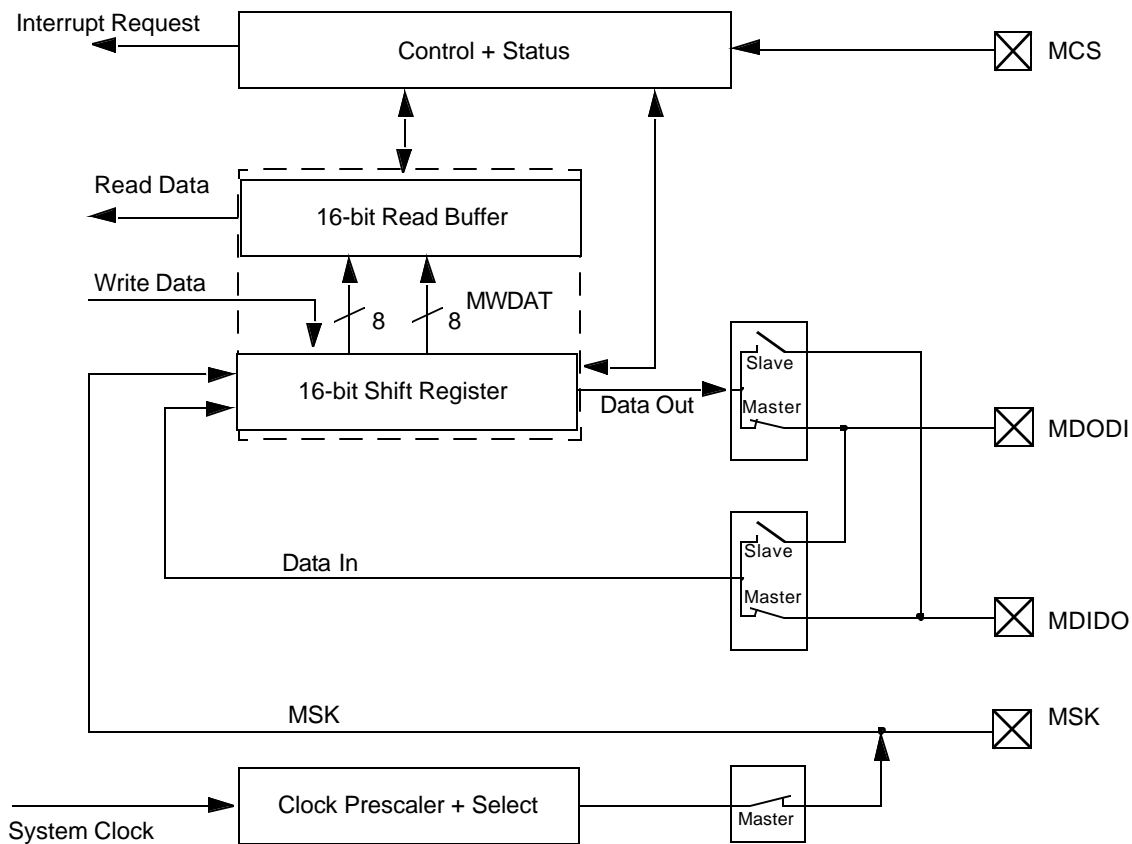 Interrupt Request
Control + Status
MCS
Read Data
16-bit Read Buffer
Write Data
MWDAT
8
8
Slave
16-bit Shift Register
Data Out
Master
MDODI
Slave
Data In
Master
MDIDO
MSK
MSK
Clock Prescaler + Select
Master
System Clock